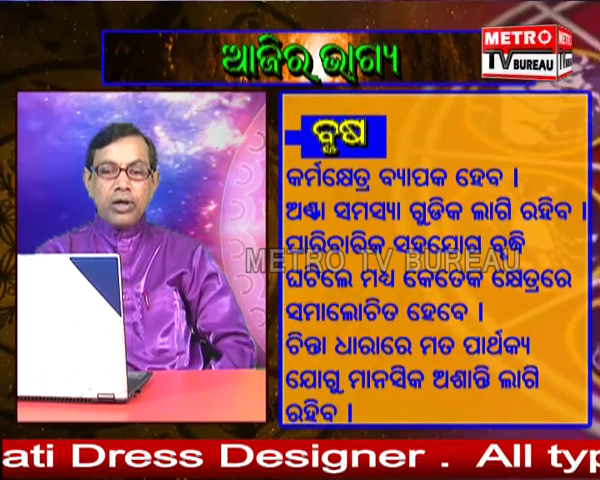 ଆଜିର ଭାଗ୍ୟ
METRO
TV BUREAU
ବୃଷ
କର୍ମକ୍ଷେତ୍ର ବ୍ୟାପକ ହେବ ।
ଅଣ୍ଟା ସମସ୍ୟା ଗୁଡିକ ଲାଗି ରହିବ ।
ପାରିବାରିକ ସହଯୋଗ ବୃଦ୍ଧି
METRO TV BUREAU
ଘଟିଲେ ମଧ୍ୟ କେତେକ କ୍ଷେତ୍ରରେ
ସମାଲୋଚିତ ହେବେ ।
ଚିନ୍ତା ଧାରାରେ ମତ ପାର୍ଥକ୍ୟ
ଯୋଗୁ ମାନସିକ ଅଶାନ୍ତି ଲାଗି
ରହିବ ।
ati Dress Designer . All typ